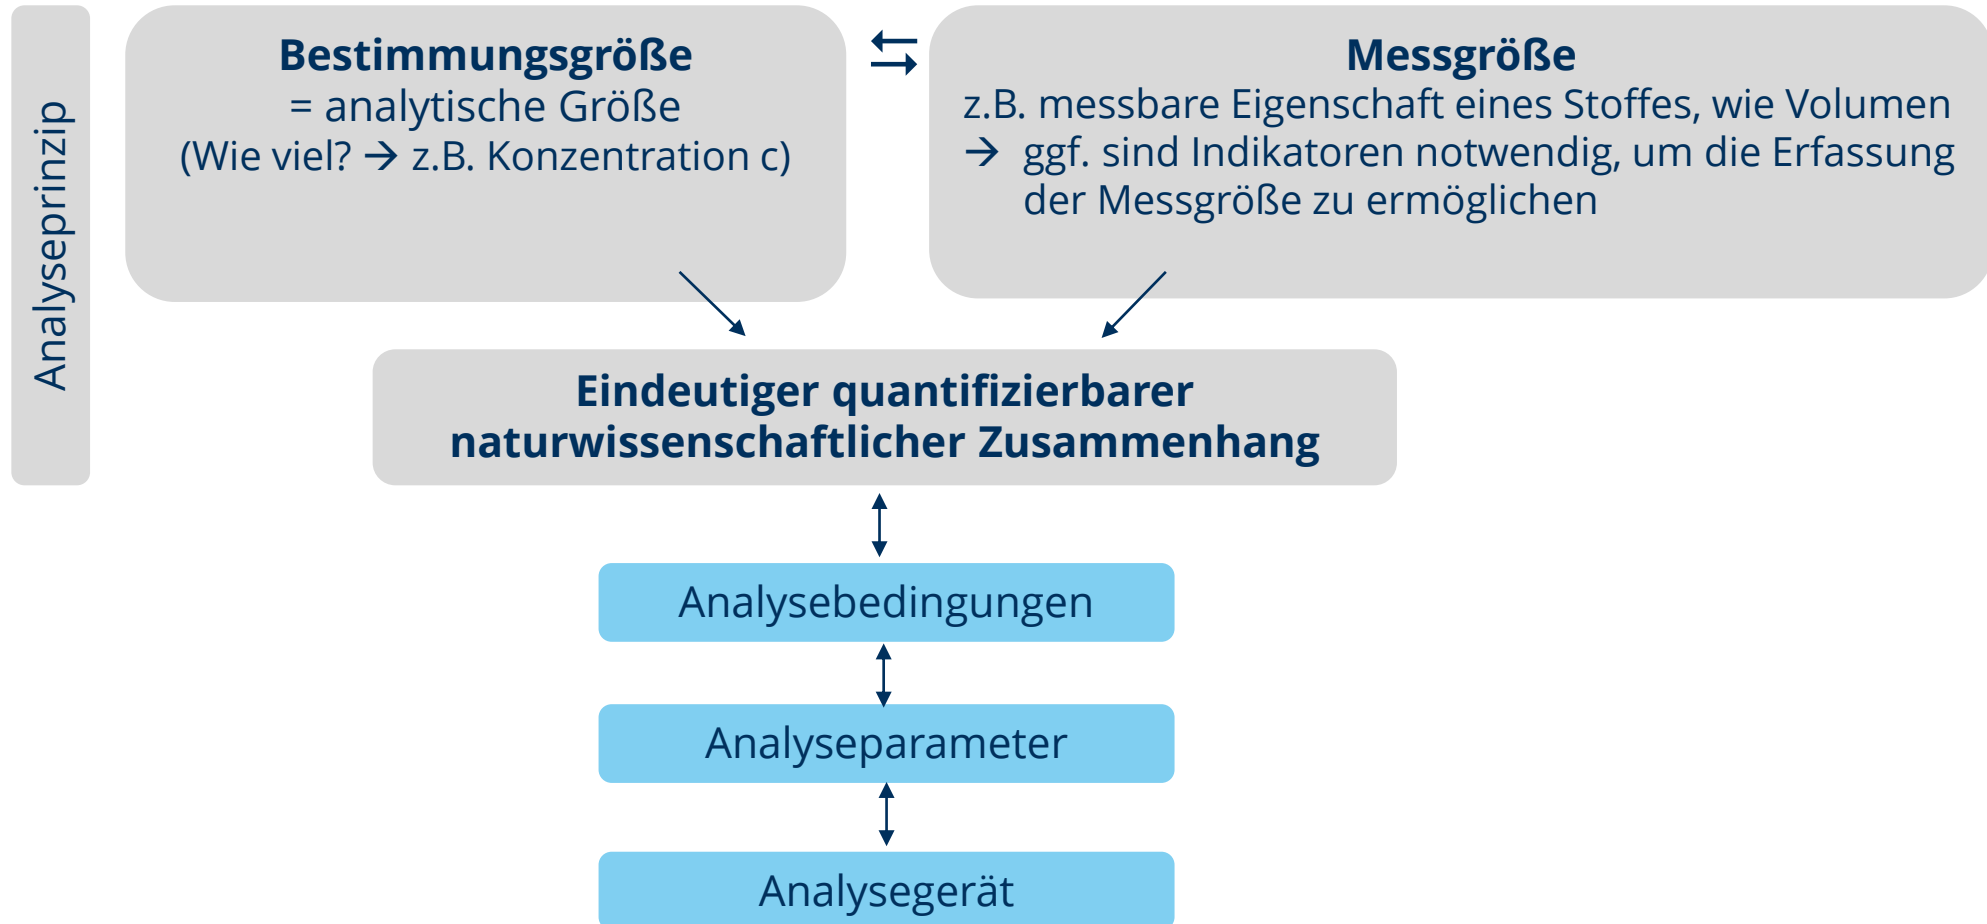 Analyseprinzip
Bestimmungsgröße
= analytische Größe
(Wie viel? → z.B. Konzentration c)
Messgröße
z.B. messbare Eigenschaft eines Stoffes, wie Volumen
→ ggf. sind Indikatoren notwendig, um die Erfassung
der Messgröße zu ermöglichen
Eindeutiger quantifizierbarer
naturwissenschaftlicher Zusammenhang
Analysebedingungen
Analyseparameter
Analysegerät